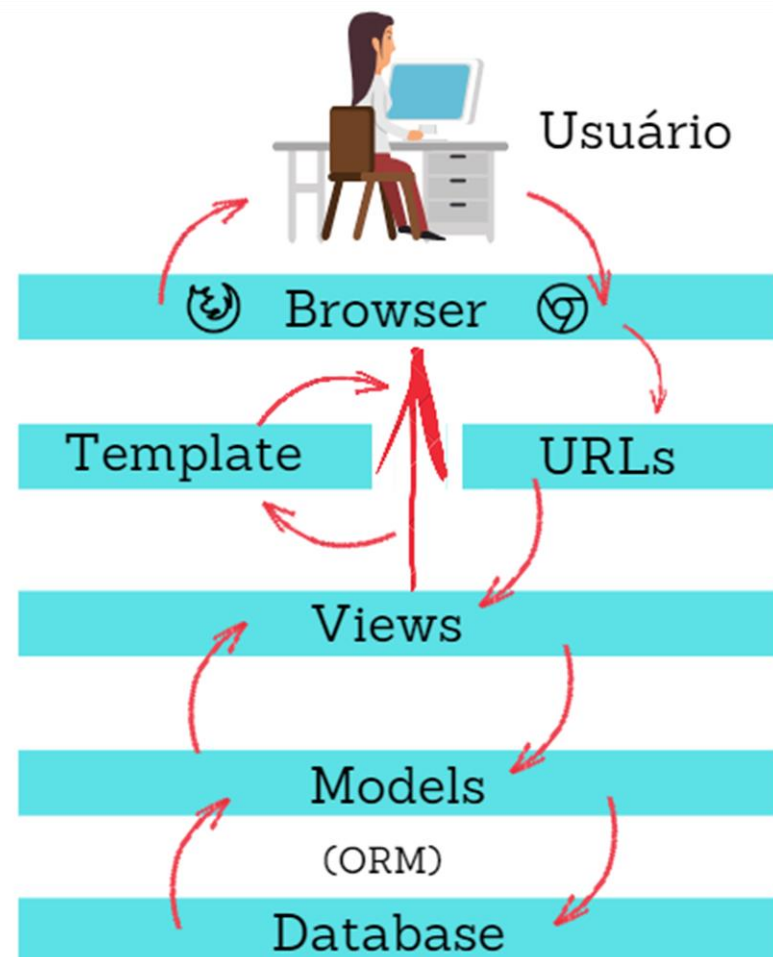 Usuário
Browser
Template
URLs
Views
Models
(ORM)
Database